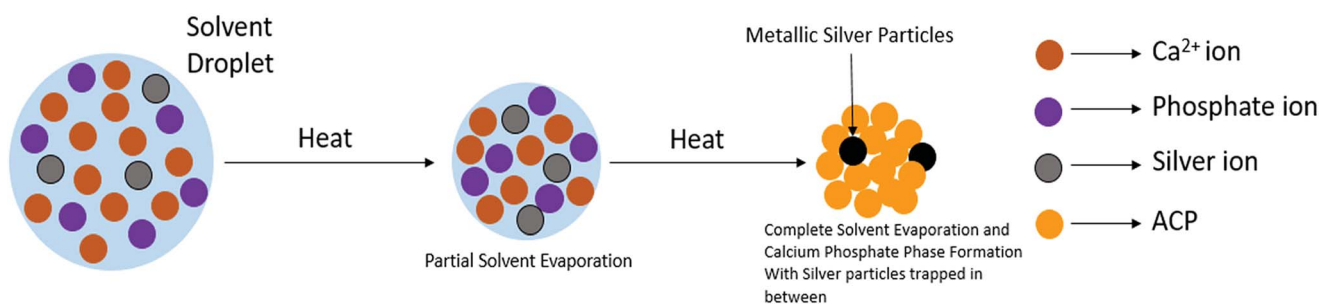 Solvent
Droplet
Heat
Partial Solvent Evaporation
Heat
Metallic Silver Particles
Complete Solvent Evaporation and
Calcium Phosphate Phase Formation
With Silver particles trapped in
between
Ca²⁺ ion
Phosphate ion
Silver ion
ACP